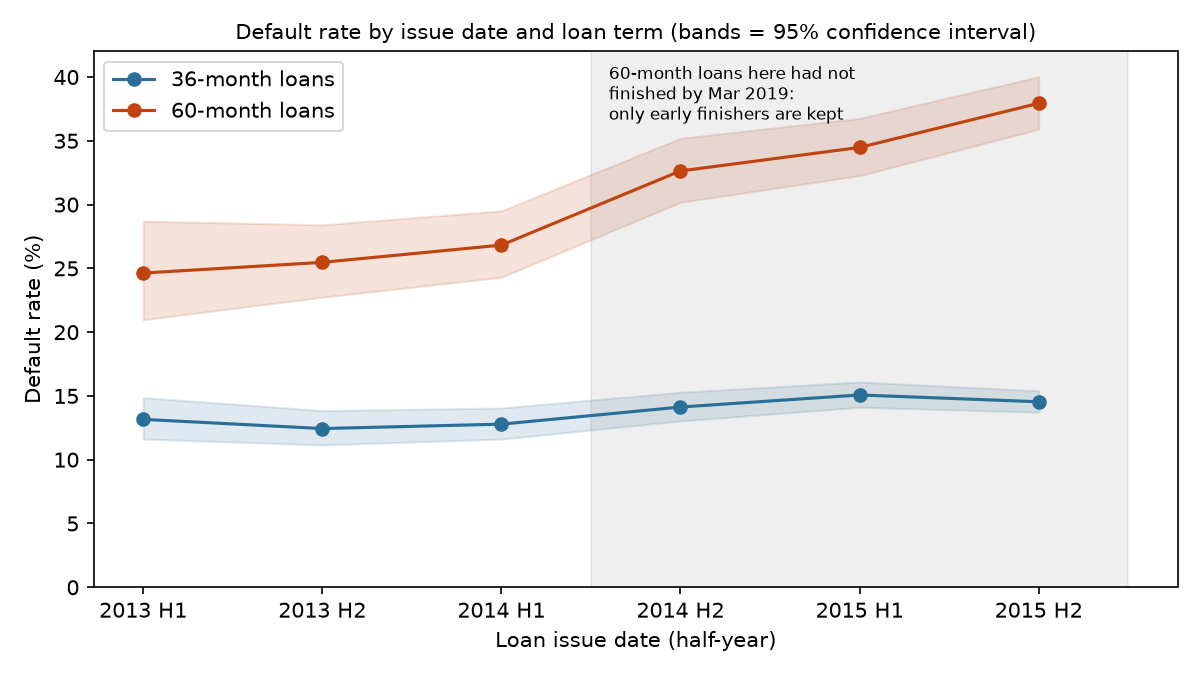 Default rate by issue date and loan term (bands = 95% confidence interval)
36-month loans
60-month loans
60-month loans here had not
finished by Mar 2019:
only early finishers are kept
Default rate (%)
40
35
30
25
20
15
10
5
0
2013 H1
2013 H2
2014 H1
2014 H2
2015 H1
2015 H2
Loan issue date (half-year)